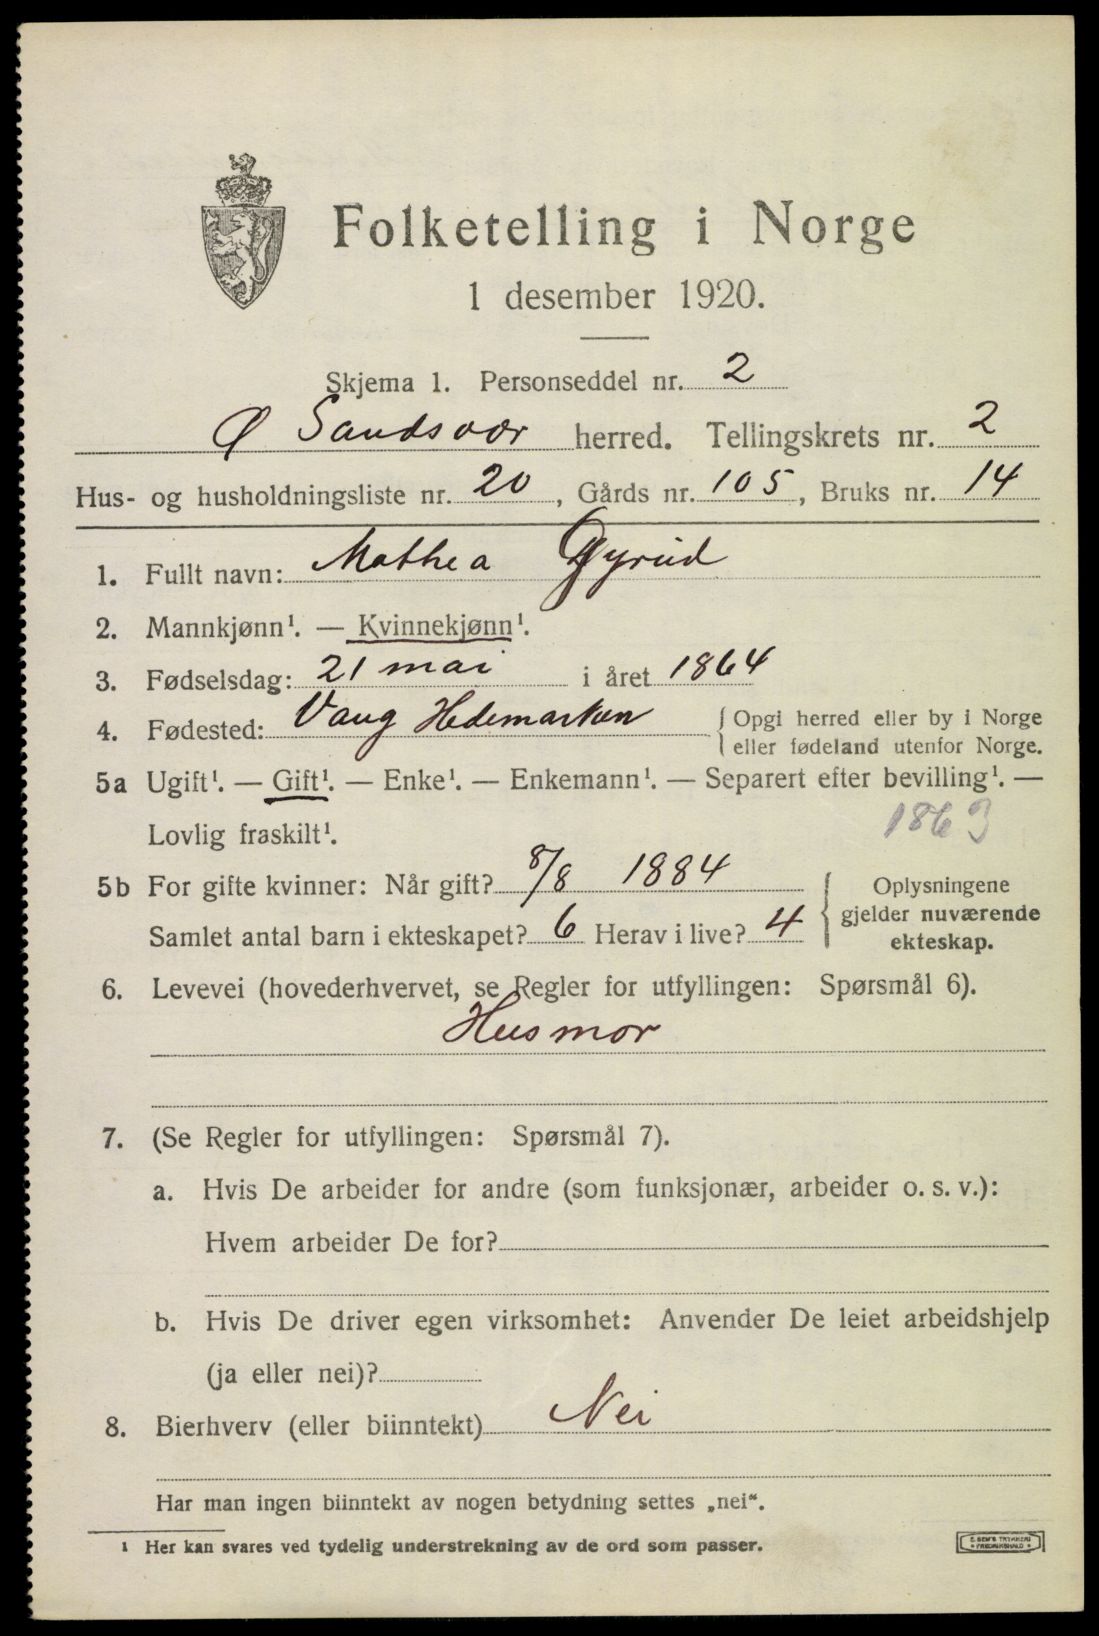 Folketelling i Norge
1 desember 1920.
Skjema 1. Personseddel nr. 2
Ø Sandsvær herred. Tellingskrets nr. 2
Hus- og husholdningsliste nr. 20, Gårds nr. 105, Bruks nr. 14
1. Fullt navn: Mathea Dyrud
2. Mannkjønn¹. — Kvinnekjønn¹.
3. Fødselsdag: 21 mai i året 1864
4. Fødested: Vang Hedemarken { Opgi herred eller by i Norge
eller fødeland utenfor Norge.
5a Ugift¹. — Gift¹. — Enke¹. — Enkemann¹. — Separert efter bevilling¹. —
Lovlig fraskilt¹. 1863
5b For gifte kvinner: Når gift? 8/8 1884
Samlet antal barn i ekteskapet? 6 Herav i live? 4
{ Oplysningene
gjelder nuværende
ekteskap.
6. Levevei (hovederhvervet, se Regler for utfyllingen: Spørsmål 6).
Husmor
7. (Se Regler for utfyllingen: Spørsmål 7).
a. Hvis De arbeider for andre (som funksjonær, arbeider o. s. v.):
Hvem arbeider De for?
b. Hvis De driver egen virksomhet: Anvender De leiet arbeidshjelp
(ja eller nei)?
8. Bierhverv (eller biinntekt) Nei
Har man ingen biinntekt av nogen betydning settes „nei“.
¹ Her kan svares ved tydelig understrekning av de ord som passer.
E. SEM'S TRYKKERI
FREDRIKSHALD